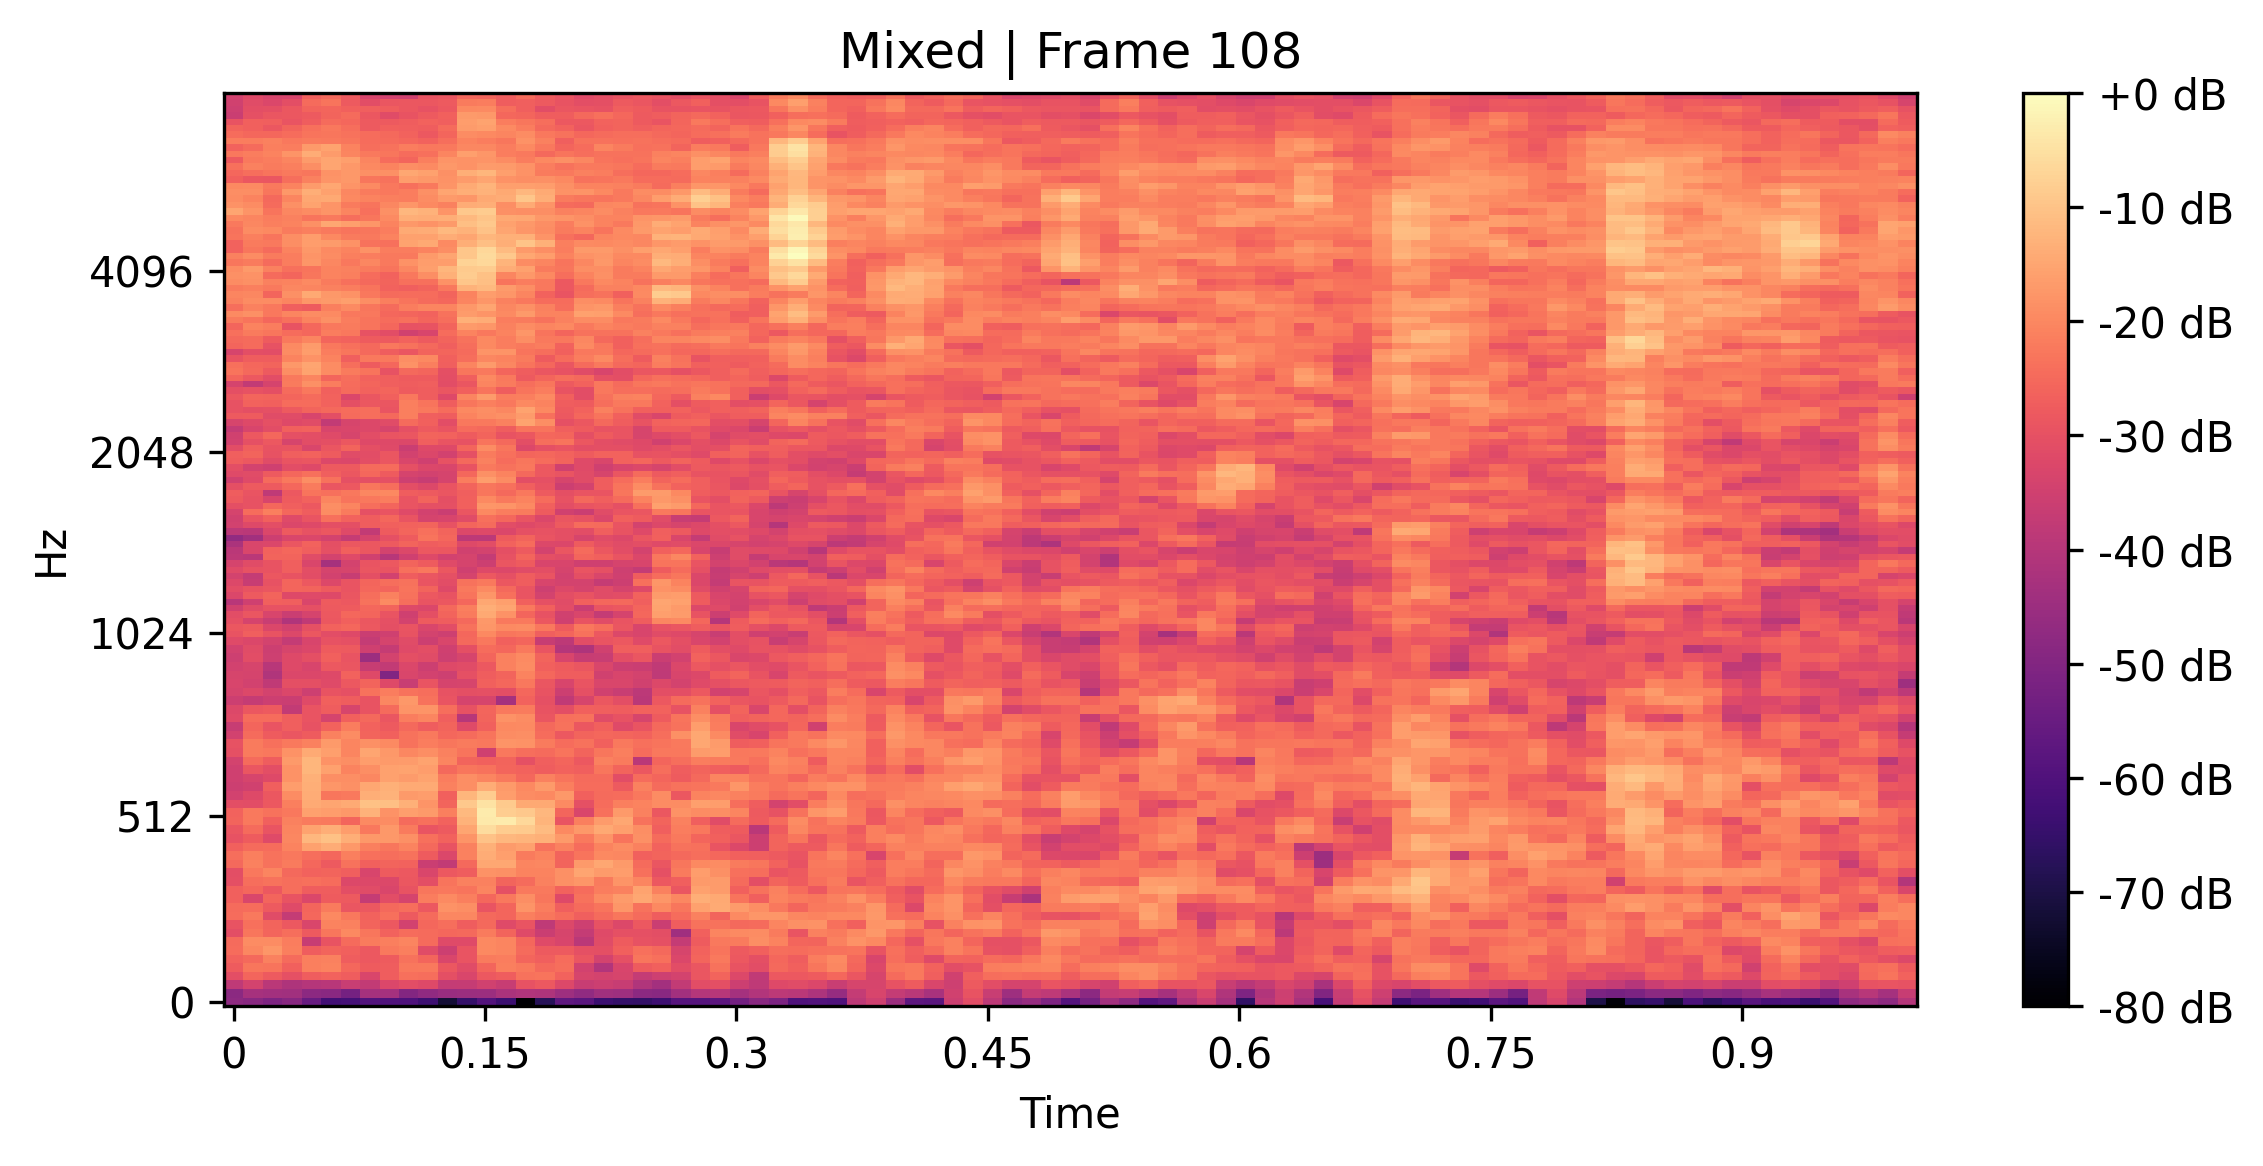 Mixed | Frame 108
+0 dB
-10 dB
-20 dB
-30 dB
-40 dB
-50 dB
-60 dB
-70 dB
-80 dB
Hz
4096
2048
1024
512
0
0
0.15
0.3
0.45
0.6
0.75
0.9
Time